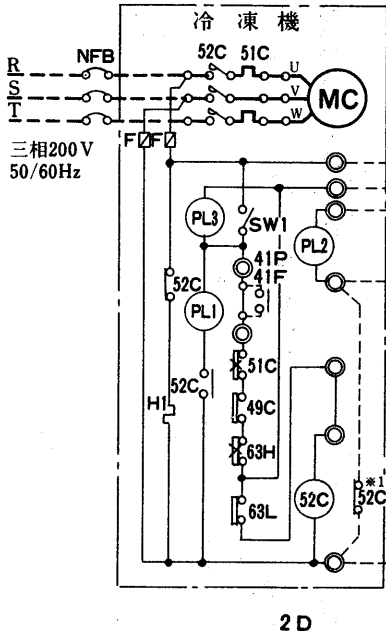 冷凍機
NFB
52C
51C
R
S
T
U
V
W
MC
三相200V
50/60Hz
F
F
PL3
SW1
PL2
41P
41F
52C
PL1
51C
H1
52C
49C
63H
63L
52C
※1
52C
2D